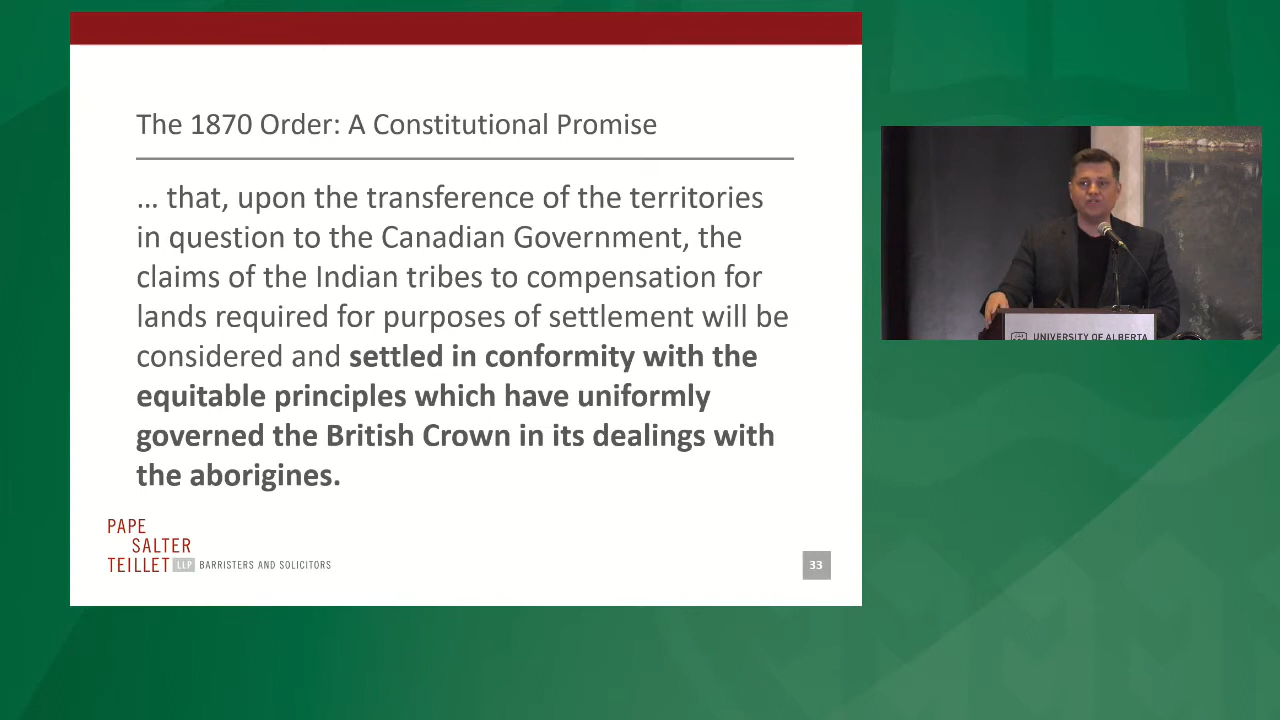 The 1870 Order: A Constitutional Promise
… that, upon the transference of the territories
in question to the Canadian Government, the
claims of the Indian tribes to compensation for
lands required for purposes of settlement will be
considered and settled in conformity with the
equitable principles which have uniformly
governed the British Crown in its dealings with
the aborigines.
PAPE
SALTER
TEILLET LLP BARRISTERS AND SOLICITORS
33
UNIVERSITY OF ALBERTA